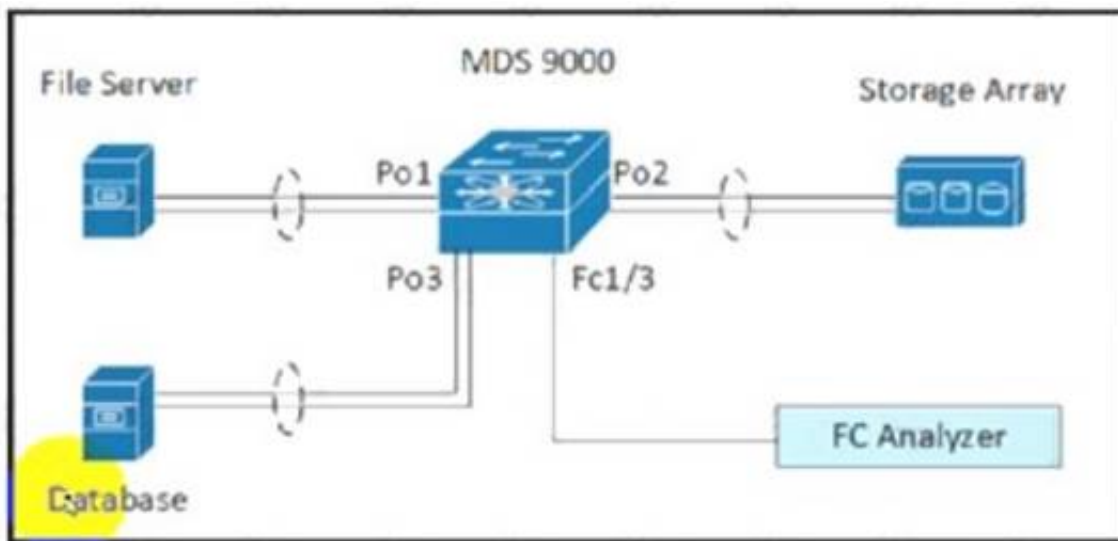 MDS 9000
File Server
Storage Array
Po1
Po2
Po3
Fc1/3
FC Analyzer
Database